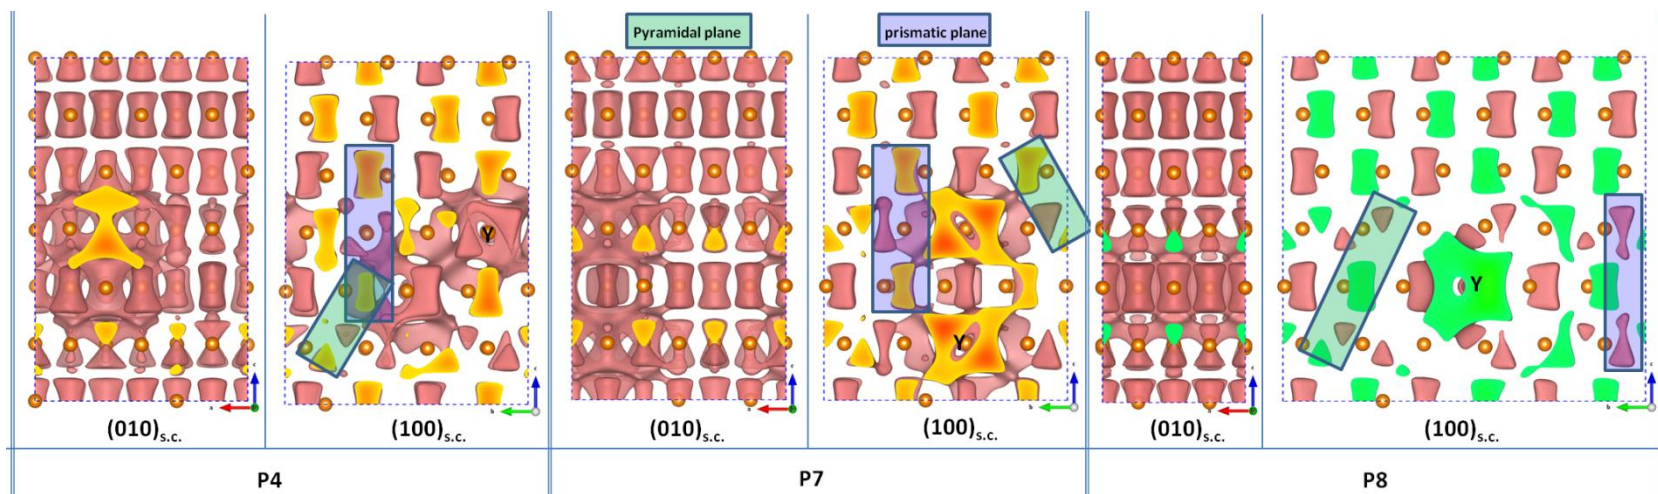 Pyramidal plane
prismatic plane
Y
Y
Y
a
c
b
a
b
c
b
(010)s.c.
(100)s.c.
(010)s.c.
(100)s.c.
(010)s.c.
(100)s.c.
P4
P7
P8